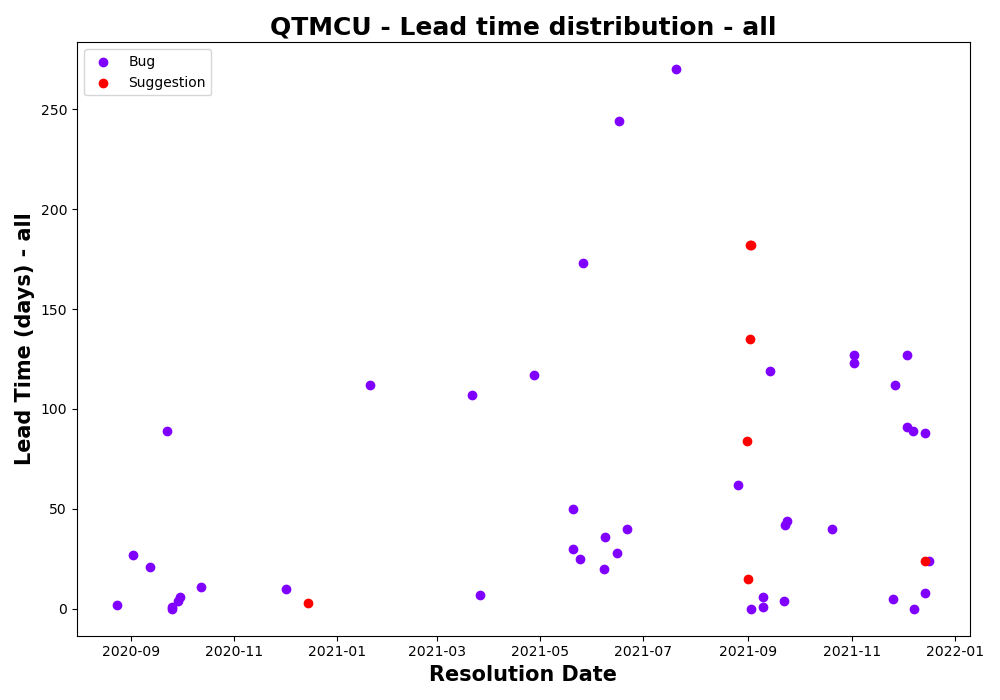 QTMCU - Lead time distribution - all
Bug
Suggestion
Lead Time (days) - all
250
200
150
100
50
0
2020-09 2020-11 2021-01 2021-03 2021-05 2021-07 2021-09 2021-11 2022-01
Resolution Date